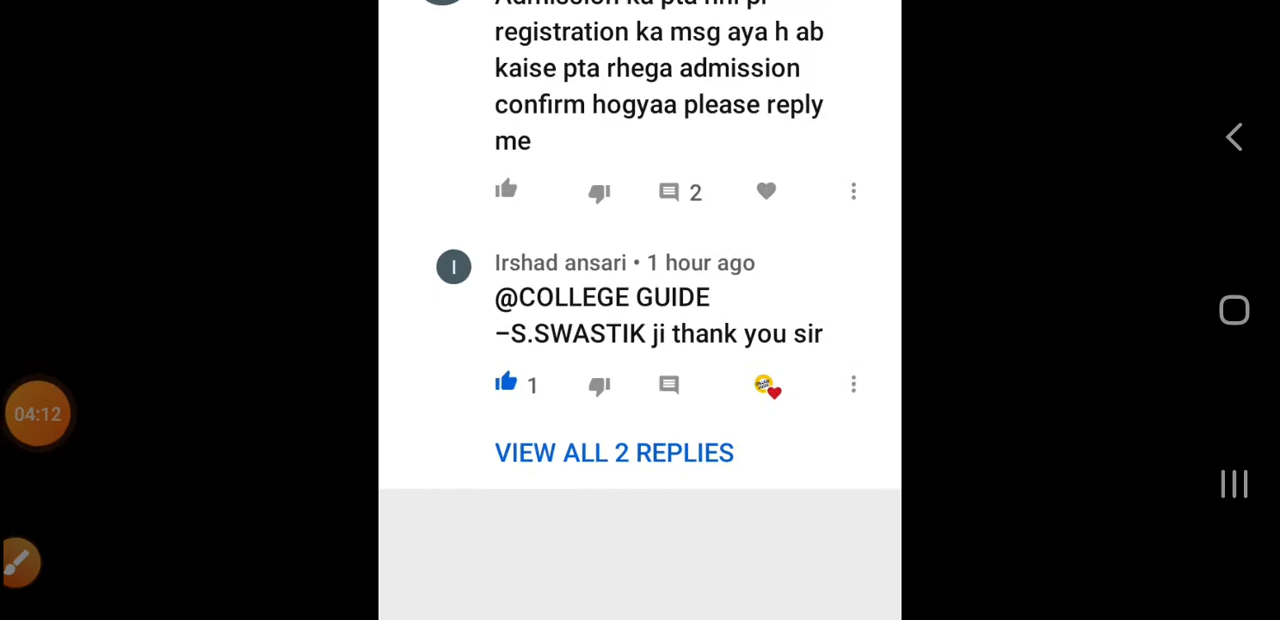 registration ka msg aya h ab
kaise pta rhega admission
confirm hogyaa please reply
me
2
I
Irshad ansari • 1 hour ago
@COLLEGE GUIDE
–S.SWASTIK ji thank you sir
1
04:12
VIEW ALL 2 REPLIES